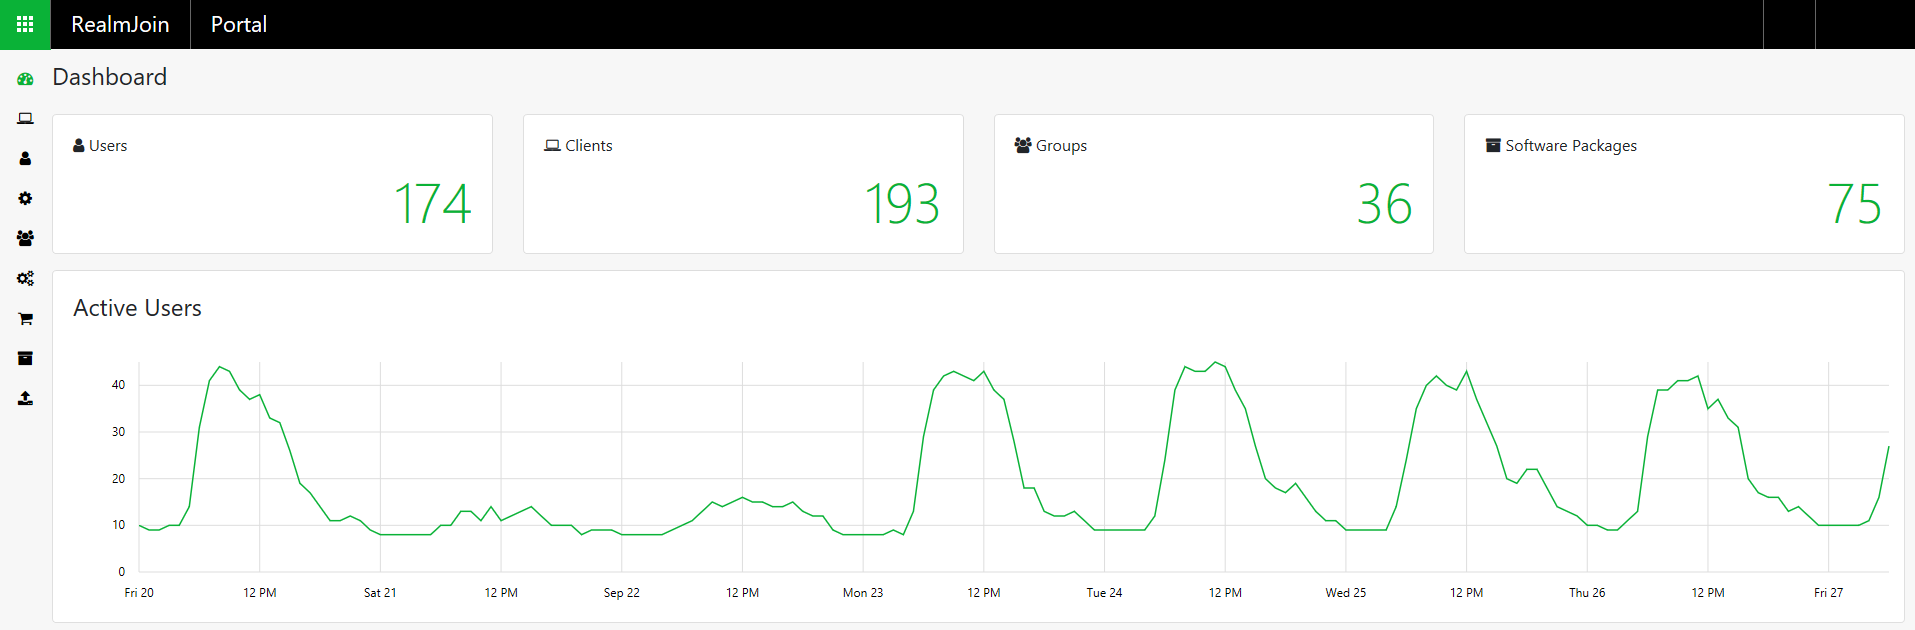 RealmJoin Portal
Dashboard
Users Clients Groups Software Packages
174 193 36 75
Active Users
40
30
20
10
0
Fri 20 12 PM Sat 21 12 PM Sep 22 12 PM Mon 23 12 PM Tue 24 12 PM Wed 25 12 PM Thu 26 12 PM Fri 27